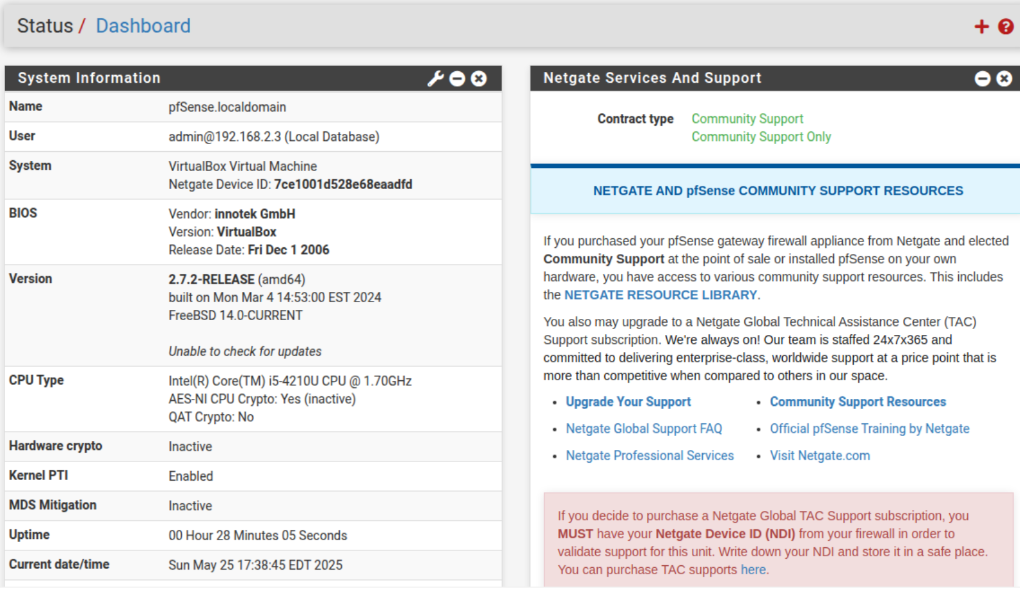 Status / Dashboard
System Information
Name pfSense.localdomain
User admin@192.168.2.3 (Local Database)
System VirtualBox Virtual Machine
Netgate Device ID: 7ce1001d528e68eaadfd
BIOS Vendor: innotek GmbH
Version: VirtualBox
Release Date: Fri Dec 1 2006
Version 2.7.2-RELEASE (amd64)
built on Mon Mar 4 14:53:00 EST 2024
FreeBSD 14.0-CURRENT
Unable to check for updates
CPU Type Intel(R) Core(TM) i5-4210U CPU @ 1.70GHz
AES-NI CPU Crypto: Yes (inactive)
QAT Crypto: No
Hardware crypto Inactive
Kernel PTI Enabled
MDS Mitigation Inactive
Uptime 00 Hour 28 Minutes 05 Seconds
Current date/time Sun May 25 17:38:45 EDT 2025
Netgate Services And Support
Contract type Community Support
Community Support Only
NETGATE AND pfSense COMMUNITY SUPPORT RESOURCES
If you purchased your pfSense gateway firewall appliance from Netgate and elected
Community Support at the point of sale or installed pfSense on your own
hardware, you have access to various community support resources. This includes
the NETGATE RESOURCE LIBRARY.
You also may upgrade to a Netgate Global Technical Assistance Center (TAC)
Support subscription. We're always on! Our team is staffed 24x7x365 and
committed to delivering enterprise-class, worldwide support at a price point that is
more than competitive when compared to others in our space.
• Upgrade Your Support • Community Support Resources
• Netgate Global Support FAQ • Official pfSense Training by Netgate
• Netgate Professional Services • Visit Netgate.com
If you decide to purchase a Netgate Global TAC Support subscription, you
MUST have your Netgate Device ID (NDI) from your firewall in order to
validate support for this unit. Write down your NDI and store it in a safe place.
You can purchase TAC supports here.